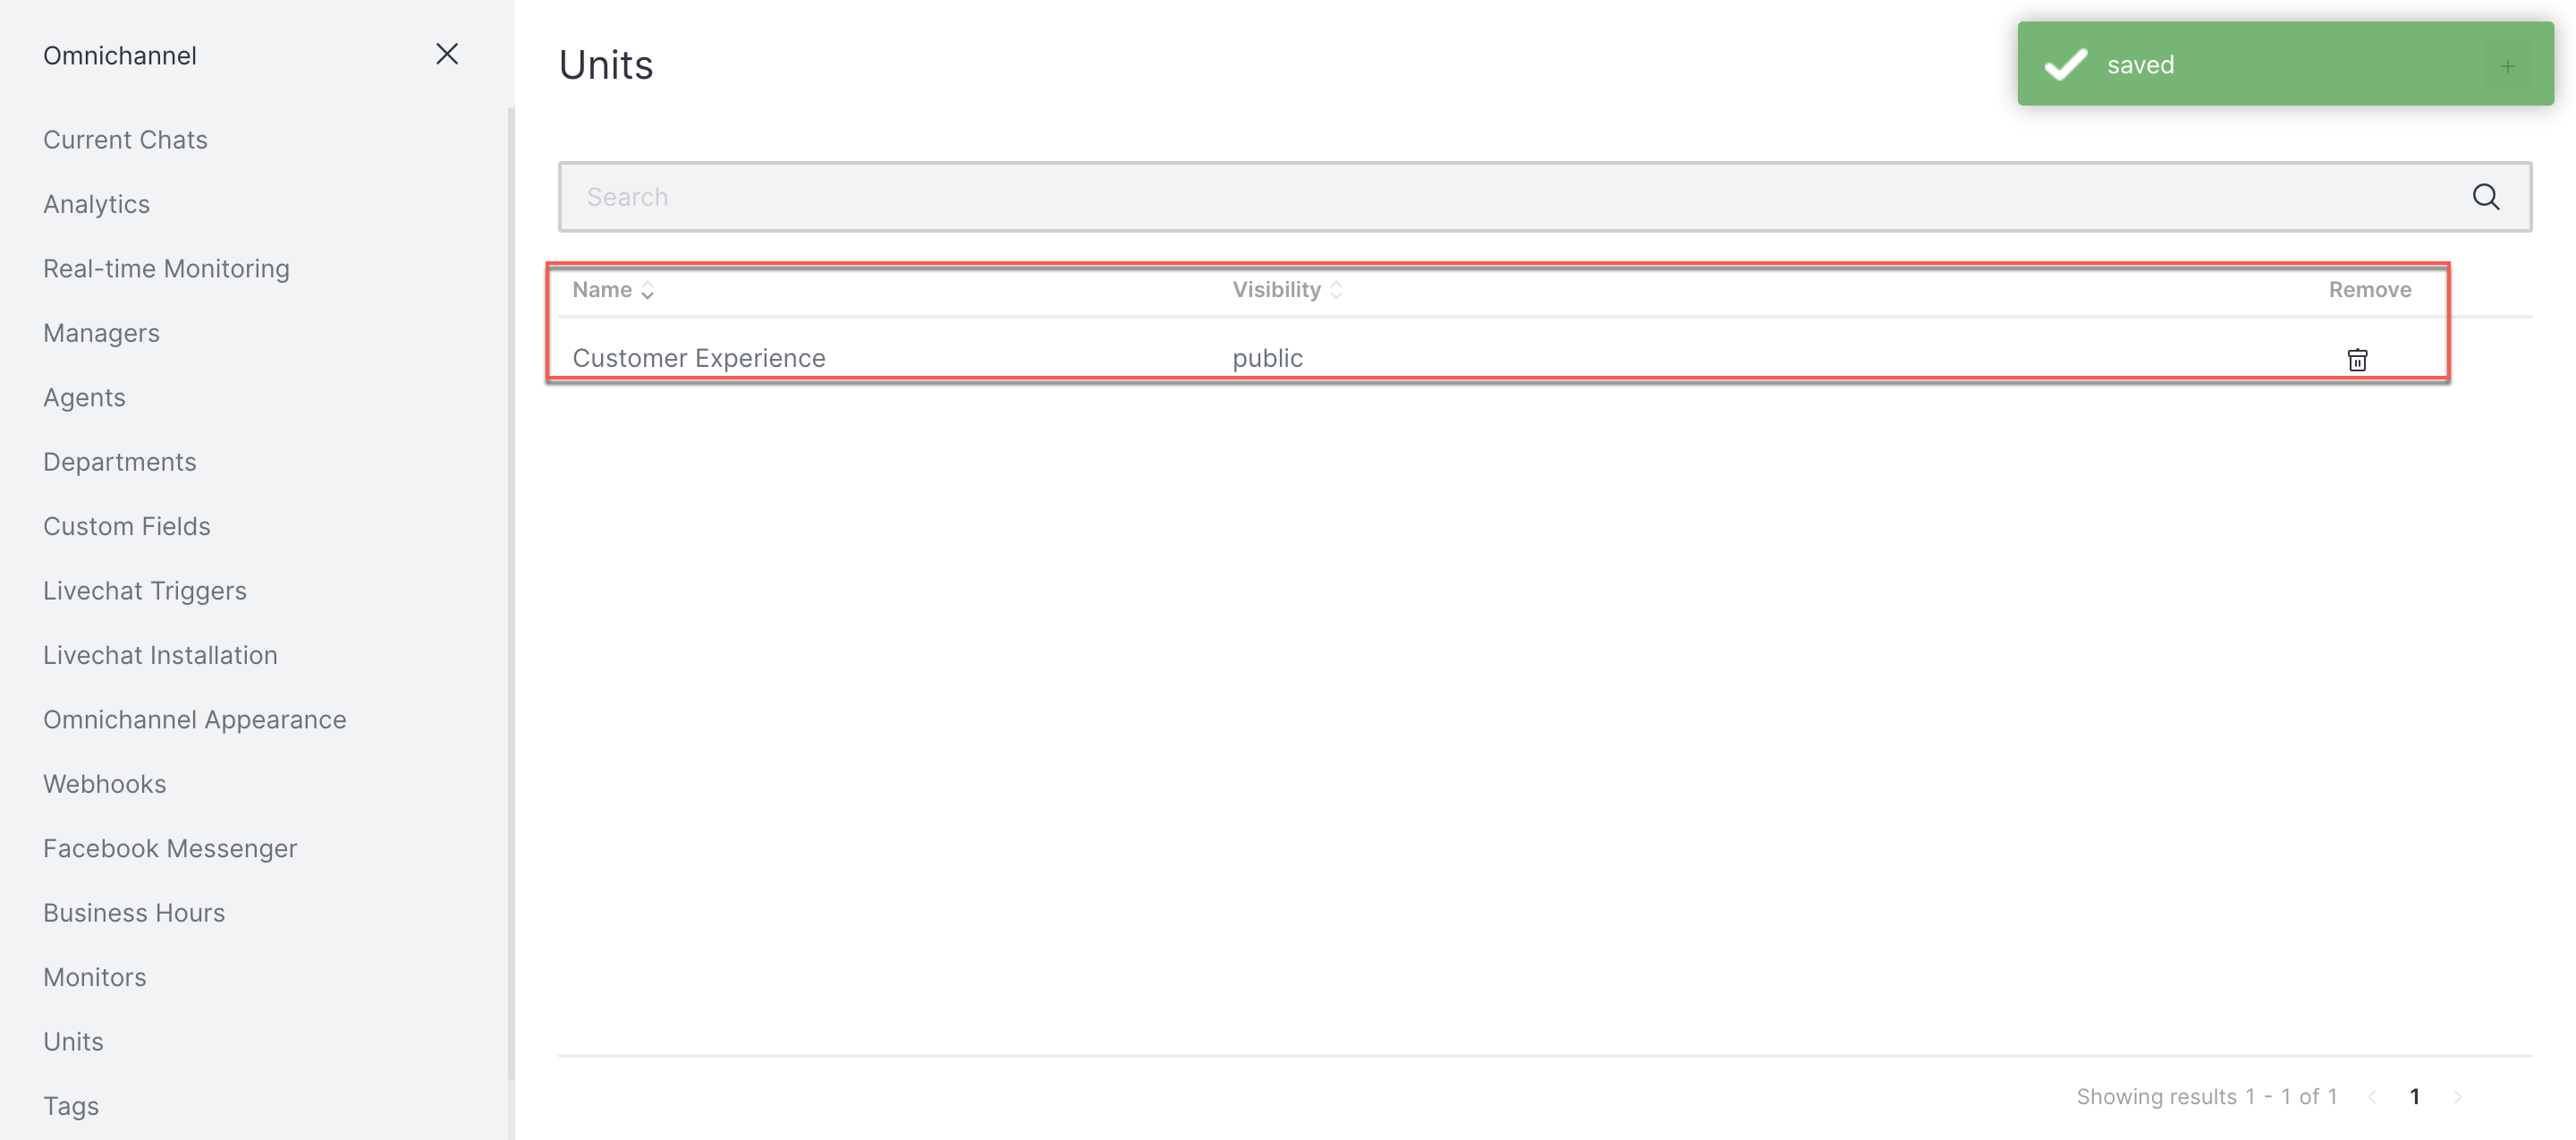 Omnichannel
Current Chats
Analytics
Real-time Monitoring
Managers
Agents
Departments
Custom Fields
Livechat Triggers
Livechat Installation
Omnichannel Appearance
Webhooks
Facebook Messenger
Business Hours
Monitors
Units
Tags
Units
saved
Search
Name Visibility Remove
Customer Experience public
Showing results 1 - 1 of 1 1